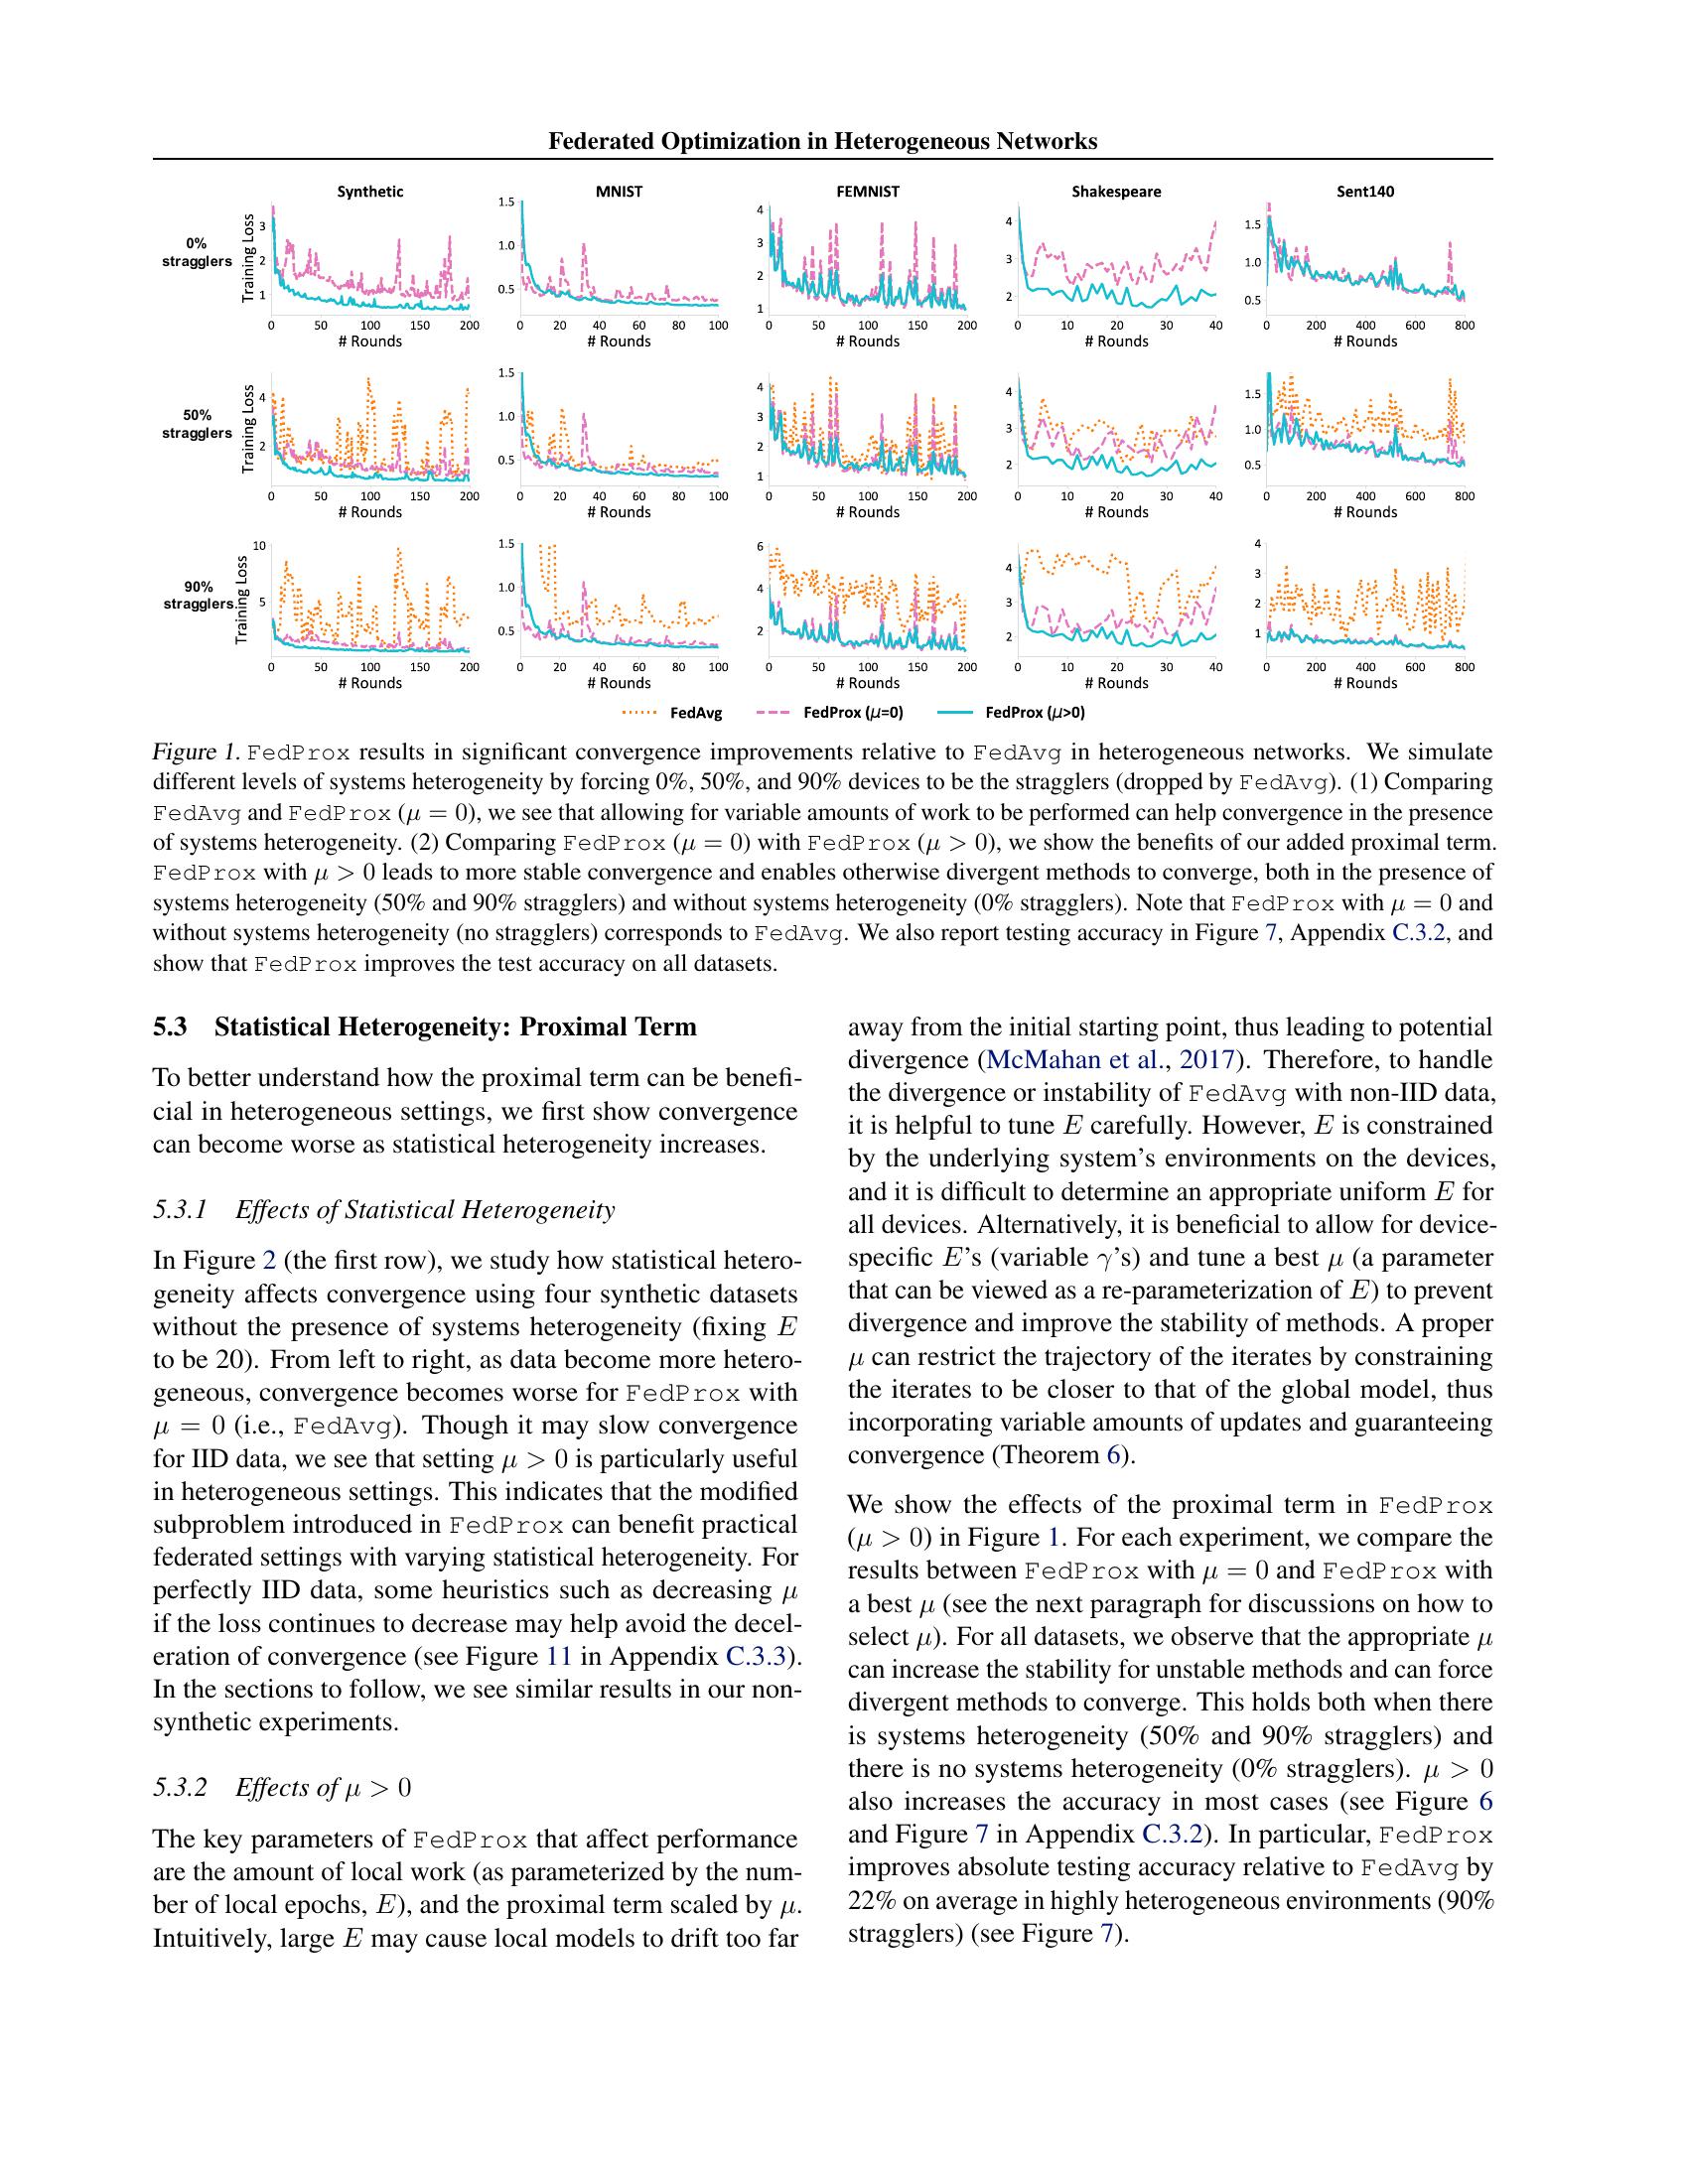 Federated Optimization in Heterogeneous Networks
Synthetic MNIST FEMNIST Shakespeare Sent140
0%
stragglers
Training Loss
3
2
1
0 50 100 150 200
# Rounds
1.5
1.0
0.5
0 20 40 60 80 100
# Rounds
4
3
2
1
0 50 100 150 200
# Rounds
4
3
2
0 10 20 30 40
# Rounds
1.5
1.0
0.5
0 200 400 600 800
# Rounds
50%
stragglers
Training Loss
4
2
0 50 100 150 200
# Rounds
1.5
1.0
0.5
0 20 40 60 80 100
# Rounds
4
3
2
1
0 50 100 150 200
# Rounds
4
3
2
0 10 20 30 40
# Rounds
1.5
1.0
0.5
0 200 400 600 800
# Rounds
90%
stragglers.
Training Loss
10
5
0 50 100 150 200
# Rounds
1.5
1.0
0.5
0 20 40 60 80 100
# Rounds
6
4
2
0 50 100 150 200
# Rounds
4
3
2
0 10 20 30 40
# Rounds
4
3
2
1
0 200 400 600 800
# Rounds
FedAvg FedProx (μ=0) FedProx (μ>0)
Figure 1. FedProx results in significant convergence improvements relative to FedAvg in heterogeneous networks. We simulate
different levels of systems heterogeneity by forcing 0%, 50%, and 90% devices to be the stragglers (dropped by FedAvg). (1) Comparing
FedAvg and FedProx (μ = 0), we see that allowing for variable amounts of work to be performed can help convergence in the presence
of systems heterogeneity. (2) Comparing FedProx (μ = 0) with FedProx (μ > 0), we show the benefits of our added proximal term.
FedProx with μ > 0 leads to more stable convergence and enables otherwise divergent methods to converge, both in the presence of
systems heterogeneity (50% and 90% stragglers) and without systems heterogeneity (0% stragglers). Note that FedProx with μ = 0 and
without systems heterogeneity (no stragglers) corresponds to FedAvg. We also report testing accuracy in Figure 7, Appendix C.3.2, and
show that FedProx improves the test accuracy on all datasets.
5.3 Statistical Heterogeneity: Proximal Term
To better understand how the proximal term can be benefi-
cial in heterogeneous settings, we first show convergence
can become worse as statistical heterogeneity increases.
5.3.1 Effects of Statistical Heterogeneity
In Figure 2 (the first row), we study how statistical hetero-
geneity affects convergence using four synthetic datasets
without the presence of systems heterogeneity (fixing E
to be 20). From left to right, as data become more hetero-
geneous, convergence becomes worse for FedProx with
μ = 0 (i.e., FedAvg). Though it may slow convergence
for IID data, we see that setting μ > 0 is particularly useful
in heterogeneous settings. This indicates that the modified
subproblem introduced in FedProx can benefit practical
federated settings with varying statistical heterogeneity. For
perfectly IID data, some heuristics such as decreasing μ
if the loss continues to decrease may help avoid the decel-
eration of convergence (see Figure 11 in Appendix C.3.3).
In the sections to follow, we see similar results in our non-
synthetic experiments.
5.3.2 Effects of μ > 0
The key parameters of FedProx that affect performance
are the amount of local work (as parameterized by the num-
ber of local epochs, E), and the proximal term scaled by μ.
Intuitively, large E may cause local models to drift too far
away from the initial starting point, thus leading to potential
divergence (McMahan et al., 2017). Therefore, to handle
the divergence or instability of FedAvg with non-IID data,
it is helpful to tune E carefully. However, E is constrained
by the underlying system's environments on the devices,
and it is difficult to determine an appropriate uniform E for
all devices. Alternatively, it is beneficial to allow for device-
specific E's (variable γ's) and tune a best μ (a parameter
that can be viewed as a re-parameterization of E) to prevent
divergence and improve the stability of methods. A proper
μ can restrict the trajectory of the iterates by constraining
the iterates to be closer to that of the global model, thus
incorporating variable amounts of updates and guaranteeing
convergence (Theorem 6).
We show the effects of the proximal term in FedProx
(μ > 0) in Figure 1. For each experiment, we compare the
results between FedProx with μ = 0 and FedProx with
a best μ (see the next paragraph for discussions on how to
select μ). For all datasets, we observe that the appropriate μ
can increase the stability for unstable methods and can force
divergent methods to converge. This holds both when there
is systems heterogeneity (50% and 90% stragglers) and
there is no systems heterogeneity (0% stragglers). μ > 0
also increases the accuracy in most cases (see Figure 6
and Figure 7 in Appendix C.3.2). In particular, FedProx
improves absolute testing accuracy relative to FedAvg by
22% on average in highly heterogeneous environments (90%
stragglers) (see Figure 7).